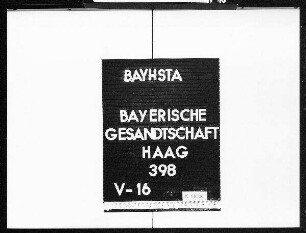 BAYHSTA
BAYERISCHE
GESANDTSCHAFT
HAAG
398
V-16